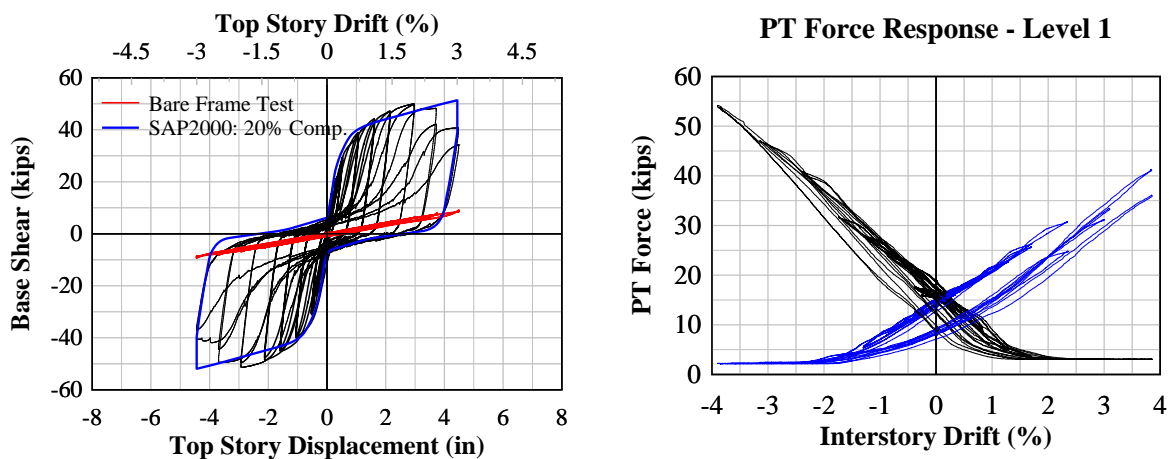 Top Story Drift (%)
-4.5 -3 -1.5 0 1.5 3 4.5
60
40
20
0
-20
-40
-60
Base Shear (kips)
Bare Frame Test
SAP2000: 20% Comp.
-8 -6 -4 -2 0 2 4 6 8
Top Story Displacement (in)
PT Force Response - Level 1
60
50
40
30
20
10
0
PT Force (kips)
-4 -3 -2 -1 0 1 2 3 4
Interstory Drift (%)